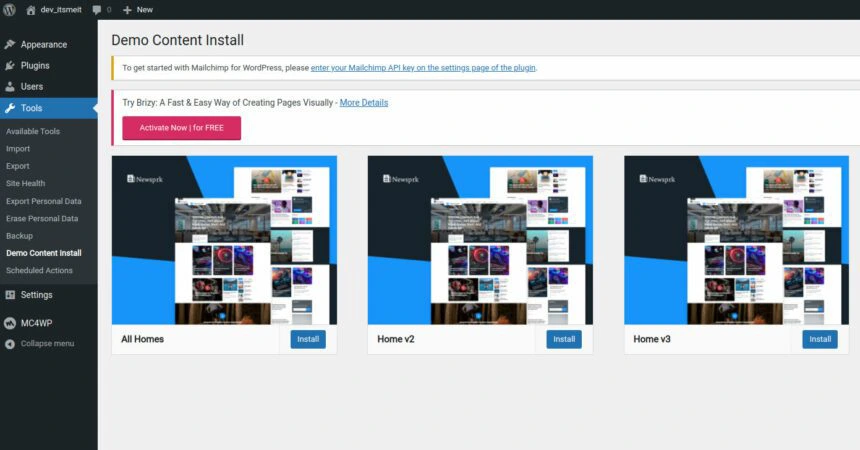 dev_itsmeit 0 New
Appearance
Plugins
Users
Tools
Available Tools
Import
Export
Site Health
Export Personal Data
Erase Personal Data
Backup
Demo Content Install
Scheduled Actions
Settings
MC4WP
Collapse menu
Demo Content Install
To get started with Mailchimp for WordPress, please enter your Mailchimp API key on the settings page of the plugin.
Try Brizy: A Fast & Easy Way of Creating Pages Visually - More Details
Activate Now | for FREE
Newsprk
Newsprk
Newsprk
All Homes Install
Home v2 Install
Home v3 Install